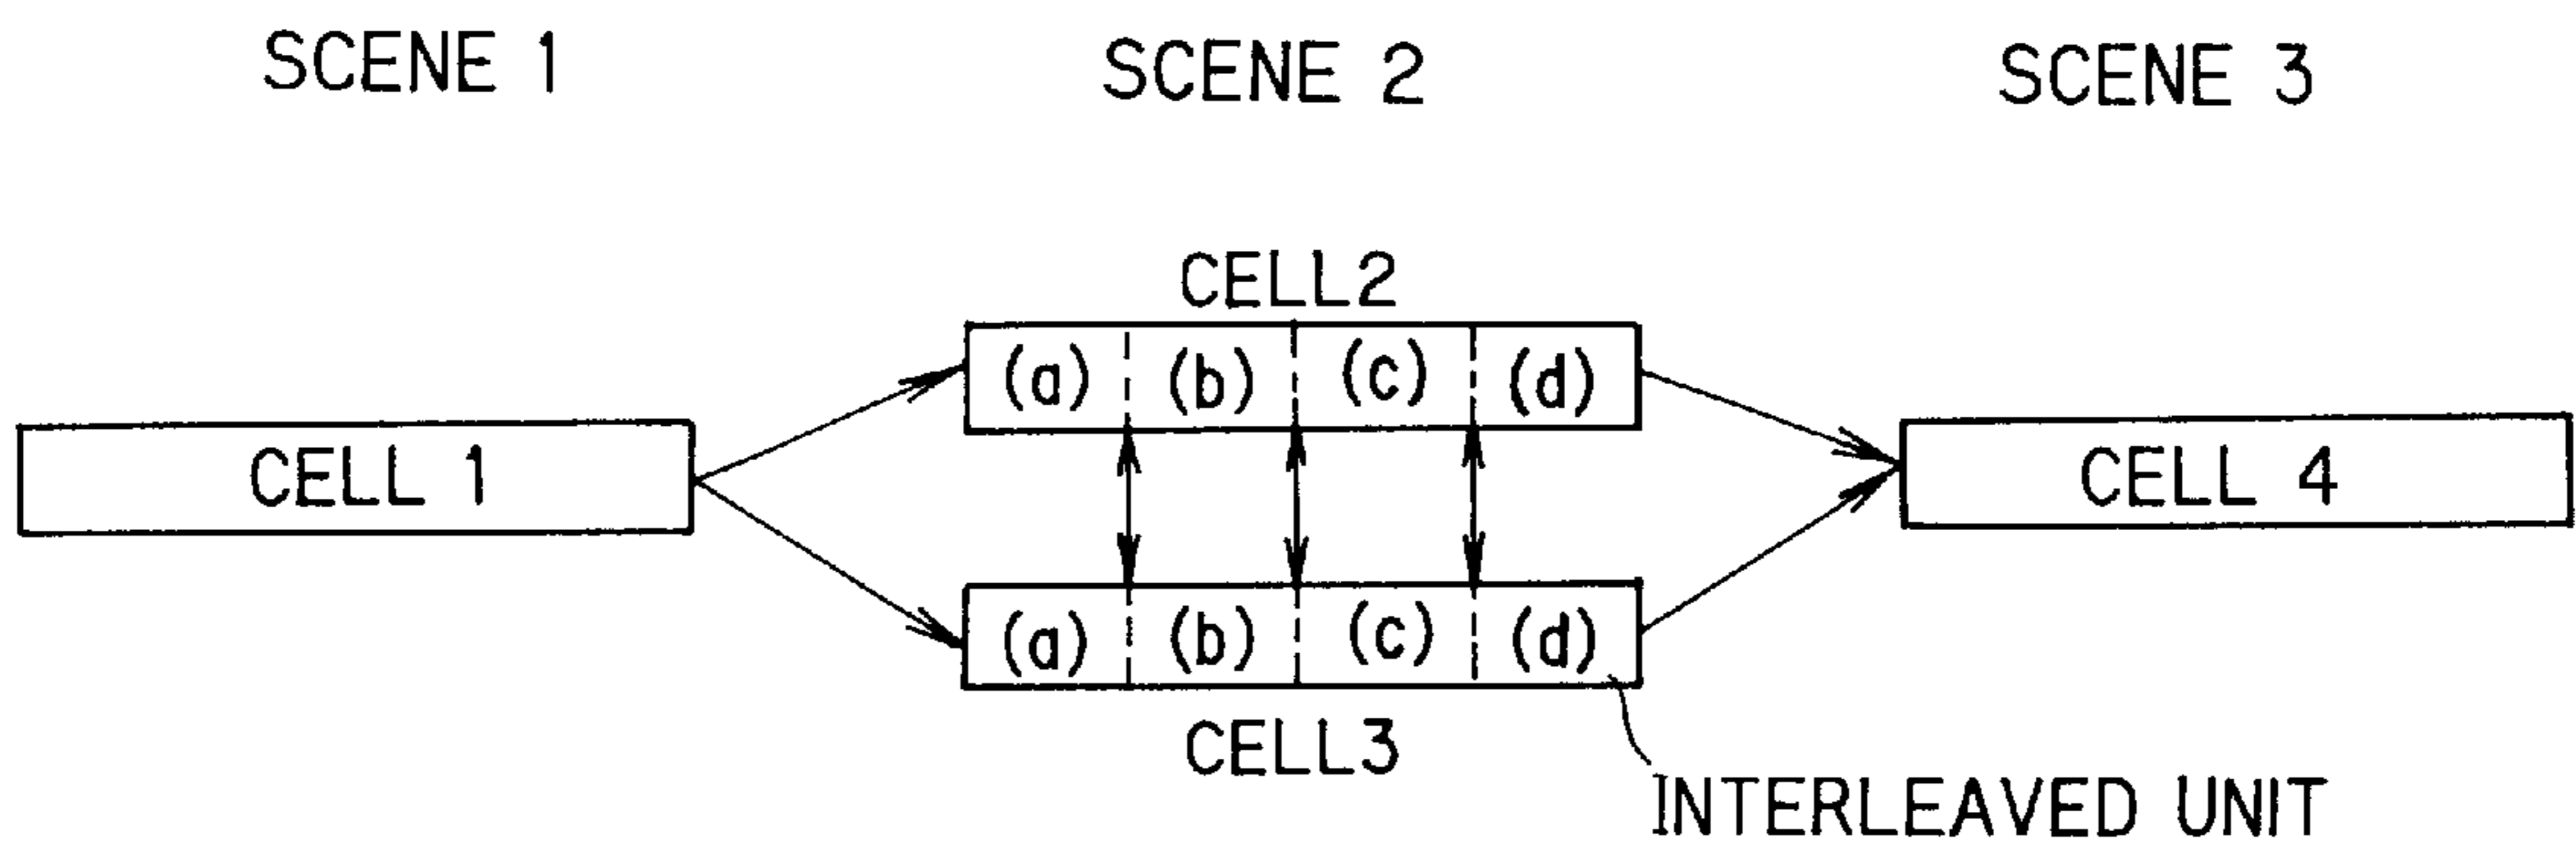 SCENE 1 SCENE 2 SCENE 3
CELL2
(a) (b) (c) (d)
CELL 1 CELL 4
(a) (b) (c) (d)
CELL3
INTERLEAVED UNIT